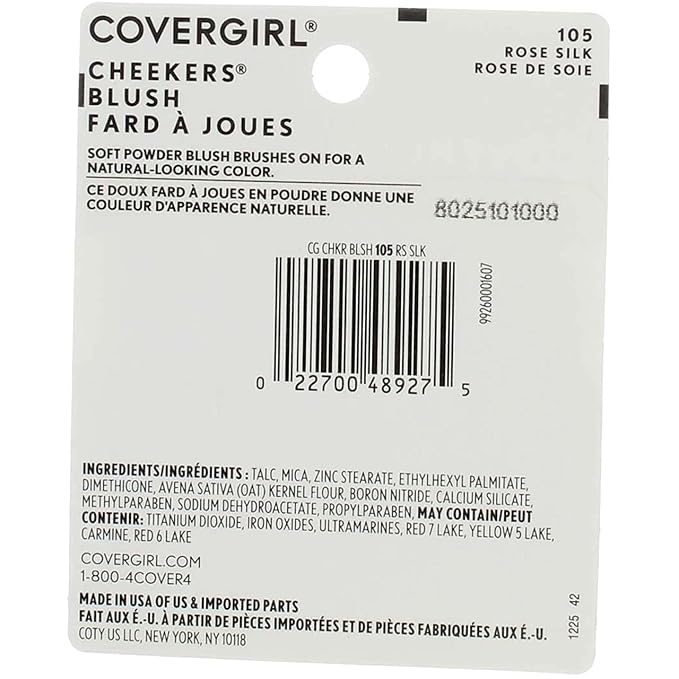 COVERGIRL®
105
ROSE SILK
ROSE DE SOIE
CHEEKERS®
BLUSH
FARD À JOUES
SOFT POWDER BLUSH BRUSHES ON FOR A
NATURAL-LOOKING COLOR.
CE DOUX FARD À JOUES EN POUDRE DONNE UNE
COULEUR D'APPARENCE NATURELLE.
8025101000
CG CHKR BLSH 105 RS SLK
99260001607
0 22700 48927 5
INGREDIENTS/INGRÉDIENTS : TALC, MICA, ZINC STEARATE, ETHYLHEXYL PALMITATE,
DIMETHICONE, AVENA SATIVA (OAT) KERNEL FLOUR, BORON NITRIDE, CALCIUM SILICATE,
METHYLPARABEN, SODIUM DEHYDROACETATE, PROPYLPARABEN, MAY CONTAIN/PEUT
CONTENIR: TITANIUM DIOXIDE, IRON OXIDES, ULTRAMARINES, RED 7 LAKE, YELLOW 5 LAKE,
CARMINE, RED 6 LAKE
COVERGIRL.COM
1-800-4COVER4
MADE IN USA OF US & IMPORTED PARTS
FAIT AUX É.-U. À PARTIR DE PIÈCES IMPORTÉES ET DE PIÈCES FABRIQUÉES AUX É.-U.
COTY US LLC, NEW YORK, NY 10118
1225 42